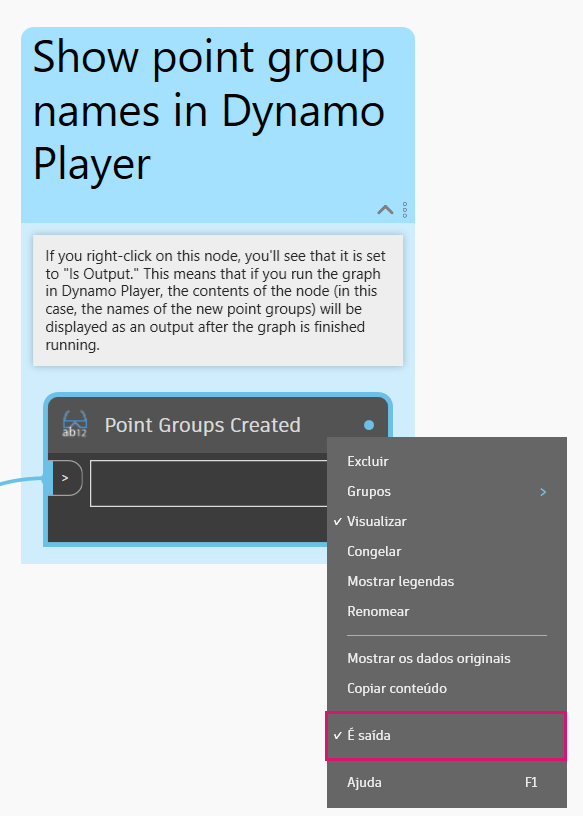 Show point group
names in Dynamo
Player
If you right-click on this node, you'll see that it is set
to "Is Output." This means that if you run the graph
in Dynamo Player, the contents of the node (in this
case, the names of the new point groups) will be
displayed as an output after the graph is finished
running.
ab12
Point Groups Created
>
Excluir
Grupos
Visualizar
Congelar
Mostrar legendas
Renomear
Mostrar os dados originais
Copiar conteúdo
É saída
Ajuda F1